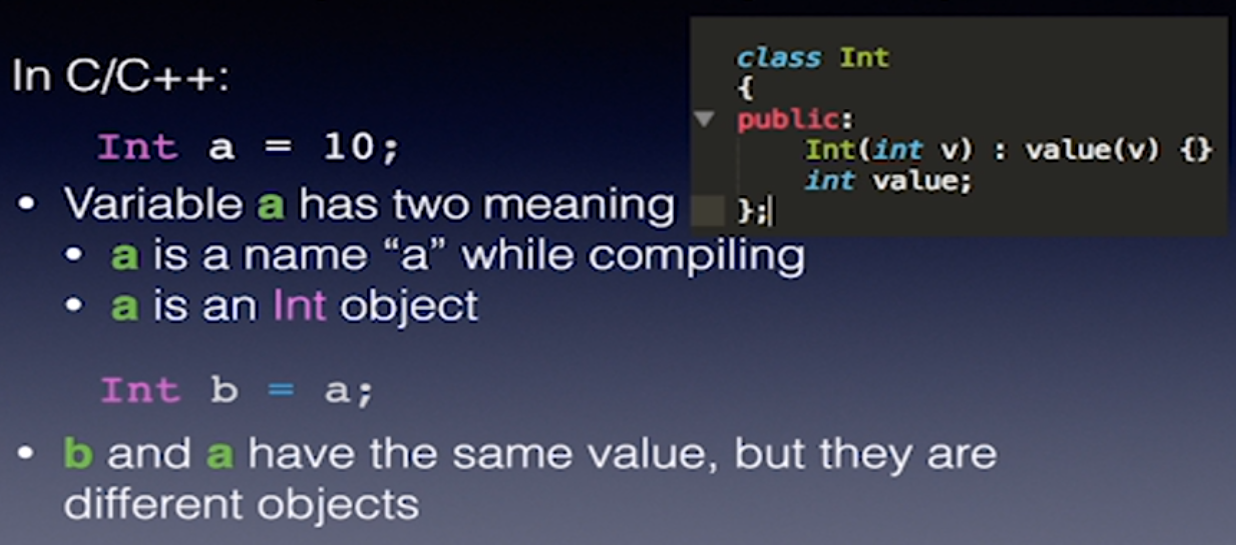 In C/C++:
Int a = 10;
• Variable a has two meaning
• a is a name “a” while compiling
• a is an Int object
Int b = a;
• b and a have the same value, but they are
different objects
class Int
{
public:
Int(int v) : value(v) {}
int value;
};